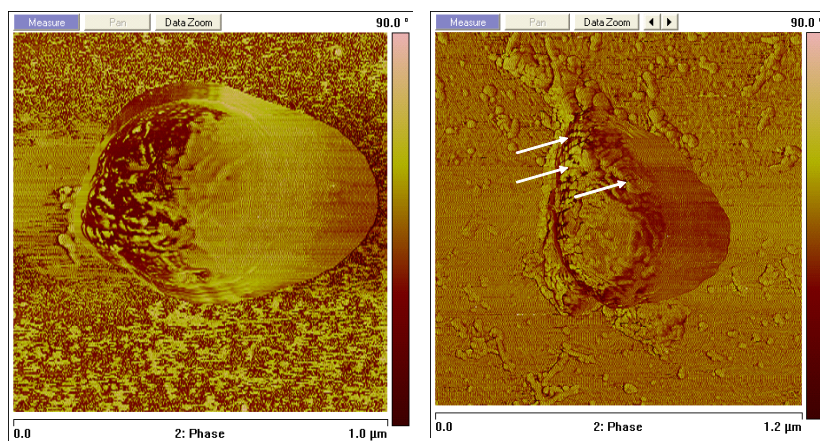 Measure Pan Data Zoom 90.0 °
0.0 2: Phase 1.0 µm
Measure Pan Data Zoom 90.0 °
0.0 2: Phase 1.2 µm